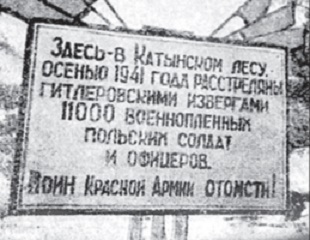 Здесь-в Катынском лесу,
осенью 1941 года расстреляны
гитлеровскими извергами
11000 военнопленных
польских солдат
и офицеров.
Воин Красной Армии отомсти!